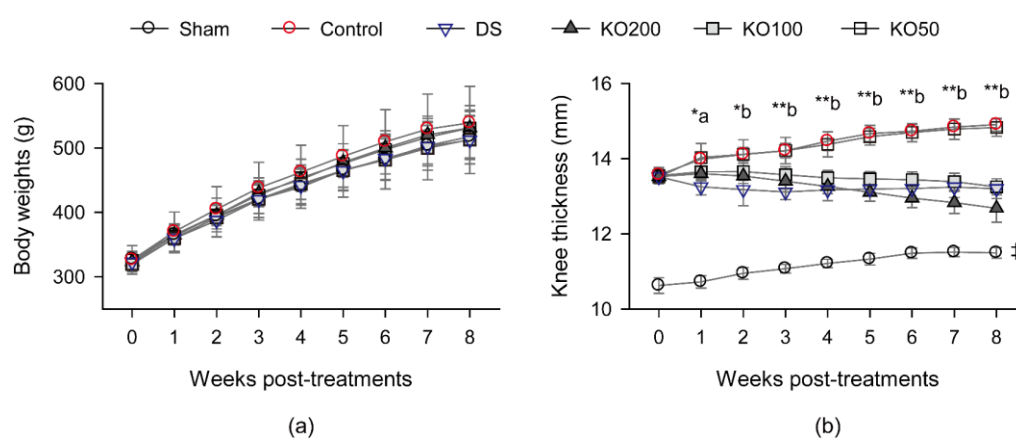 Sham Control DS KO200 KO100 KO50
600
500
400
300
Body weights (g)
0 1 2 3 4 5 6 7 8
Weeks post-treatments
(a)
16
14
12
10
Knee thickness (mm)
*a *b **b **b **b **b **b **b
‡
0 1 2 3 4 5 6 7 8
Weeks post-treatments
(b)